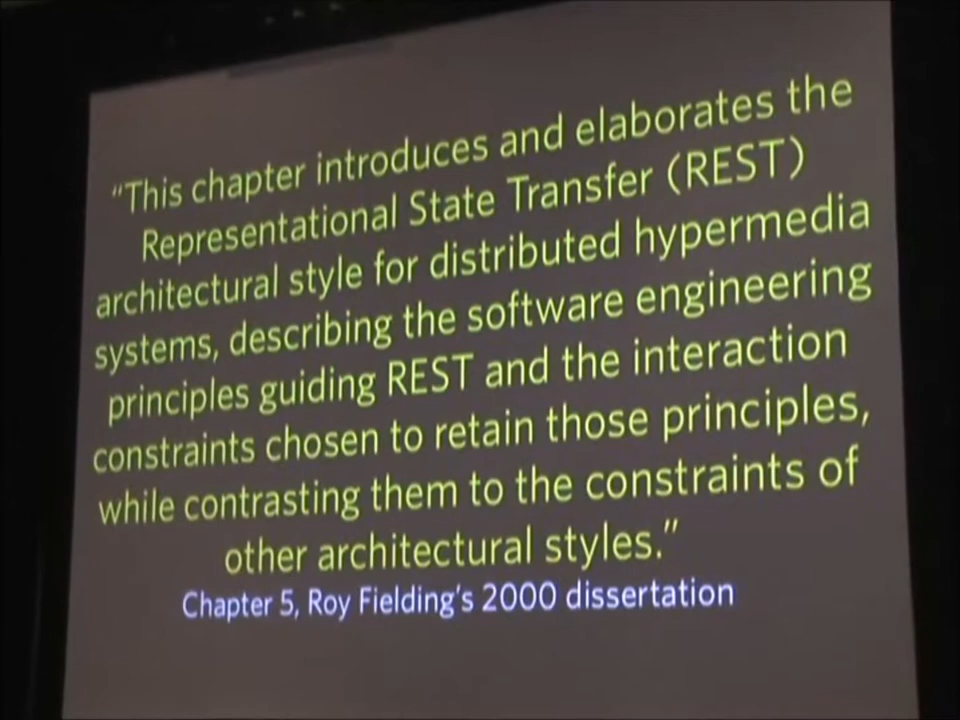 “This chapter introduces and elaborates the
Representational State Transfer (REST)
architectural style for distributed hypermedia
systems, describing the software engineering
principles guiding REST and the interaction
constraints chosen to retain those principles,
while contrasting them to the constraints of
other architectural styles.”
Chapter 5, Roy Fielding’s 2000 dissertation